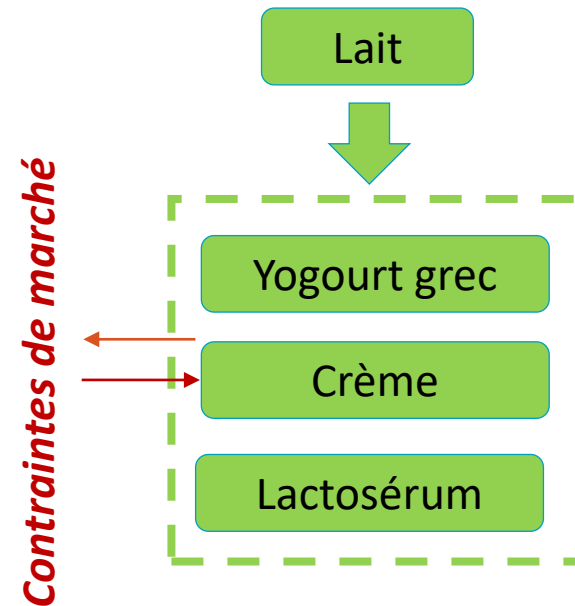 Lait
Contraintes de marché
Yogourt grec
Crème
Lactosérum